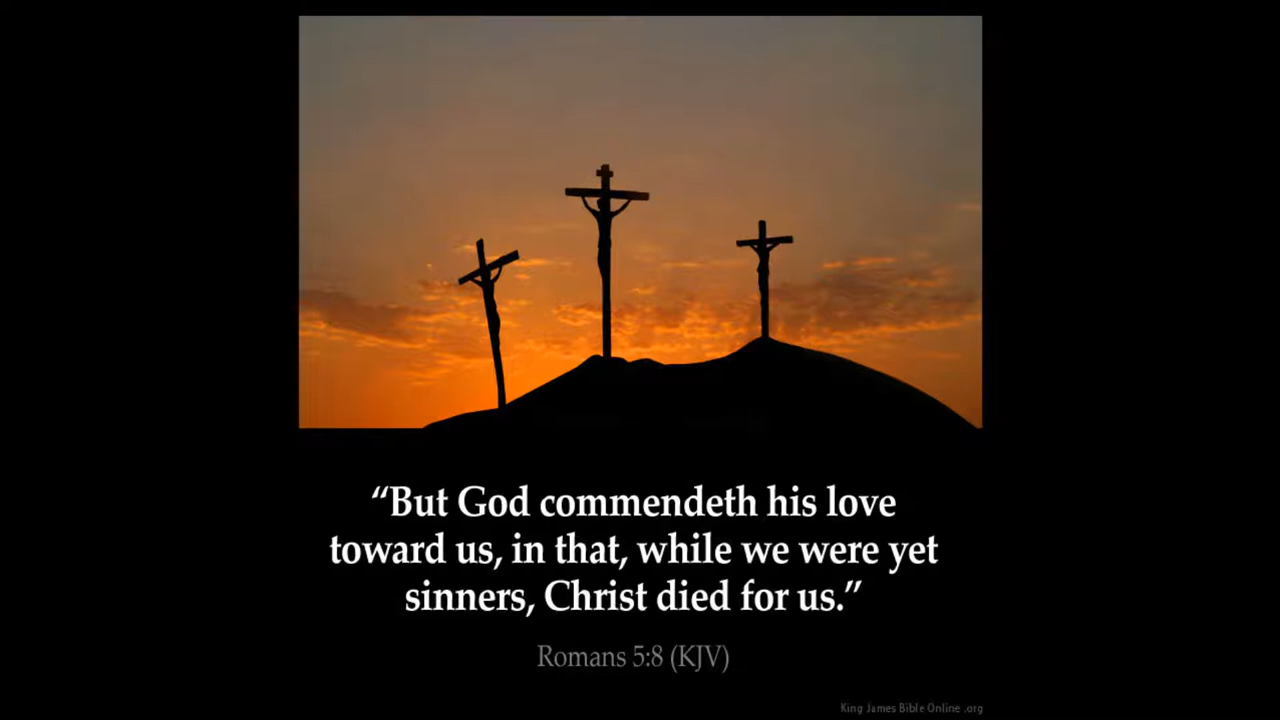 “But God commendeth his love
toward us, in that, while we were yet
sinners, Christ died for us.”
Romans 5:8 (KJV)
King James Bible Online .org